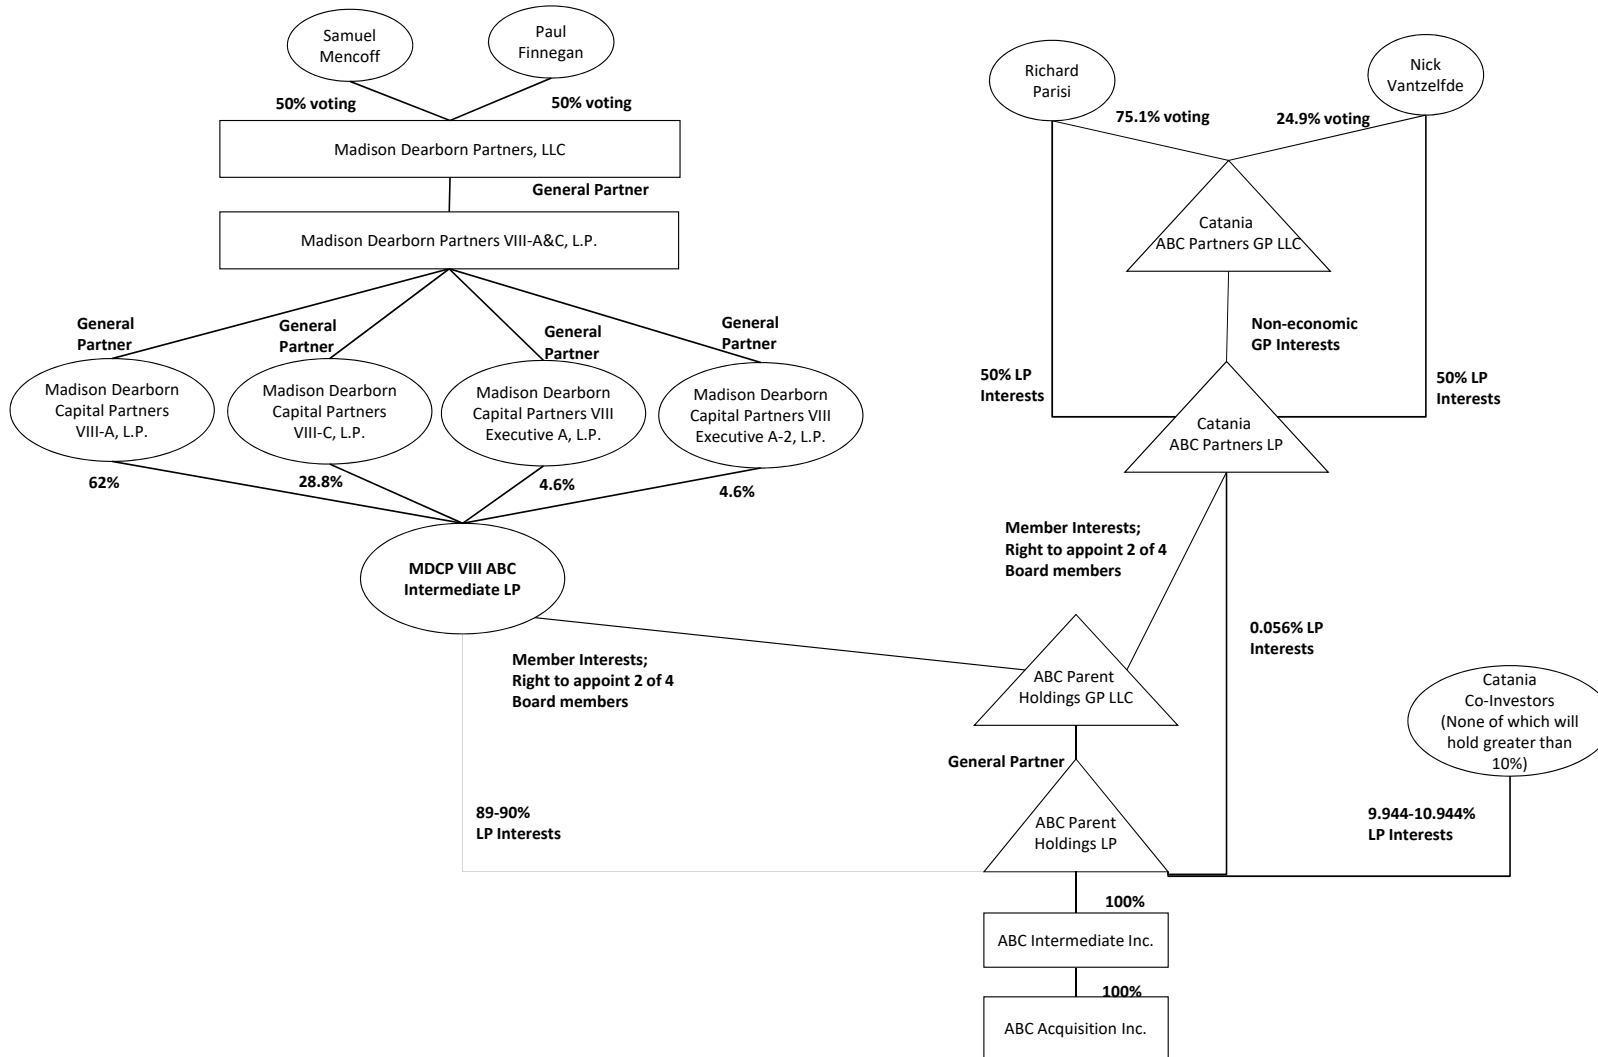 Samuel
Mencoff
Paul
Finnegan
50% voting
50% voting
Madison Dearborn Partners, LLC
General Partner
Madison Dearborn Partners VIII-A&C, L.P.
General
Partner
General
Partner
General
Partner
General
Partner
Madison Dearborn
Capital Partners
VIII-A, L.P.
Madison Dearborn
Capital Partners
VIII-C, L.P.
Madison Dearborn
Capital Partners VIII
Executive A, L.P.
Madison Dearborn
Capital Partners VIII
Executive A-2, L.P.
62%
28.8%
4.6%
4.6%
MDCP VIII ABC
Intermediate LP
Member Interests;
Right to appoint 2 of 4
Board members
89-90%
LP Interests
Richard
Parisi
Nick
Vantzelfde
75.1% voting
24.9% voting
Catania
ABC Partners GP LLC
Non-economic
GP Interests
50% LP
Interests
50% LP
Interests
Catania
ABC Partners LP
Member Interests;
Right to appoint 2 of 4
Board members
0.056% LP
Interests
ABC Parent
Holdings GP LLC
Catania
Co-Investors
(None of which will
hold greater than
10%)
General Partner
ABC Parent
Holdings LP
9.944-10.944%
LP Interests
100%
ABC Intermediate Inc.
100%
ABC Acquisition Inc.